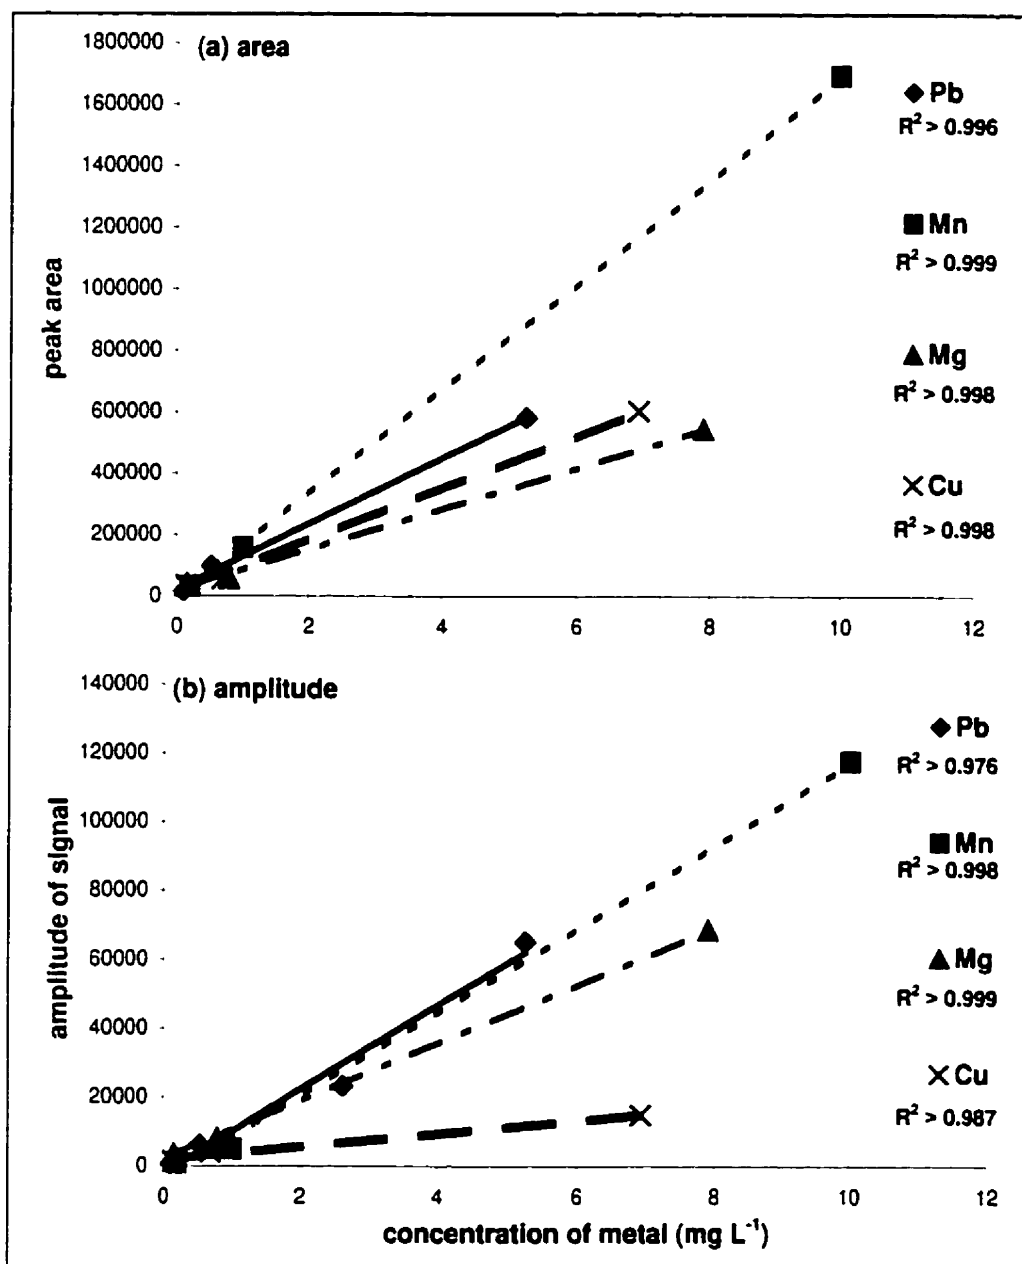 (a) area
1800000
1600000
1400000
1200000
1000000
800000
600000
400000
200000
0
peak area
0 2 4 6 8 10 12
Pb
R² > 0.996
Mn
R² > 0.999
Mg
R² > 0.998
Cu
R² > 0.998
(b) amplitude
140000
120000
100000
80000
60000
40000
20000
0
amplitude of signal
0 2 4 6 8 10 12
concentration of metal (mg L⁻¹)
Pb
R² > 0.976
Mn
R² > 0.998
Mg
R² > 0.999
Cu
R² > 0.987